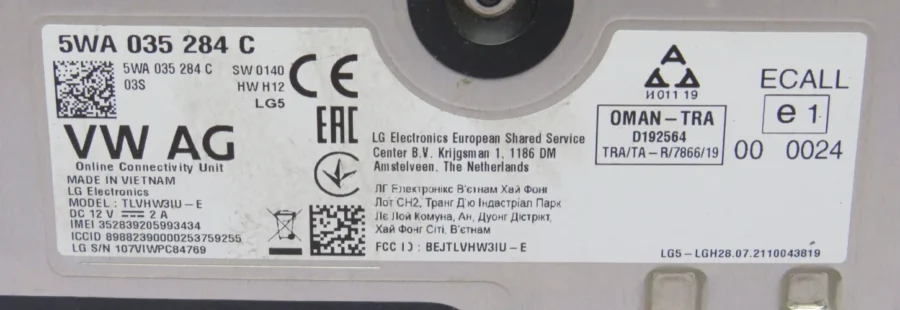 5WA 035 284 C
5WA 035 284 C SW 0140
03S HW H12
LG5
CE
EAC
VW AG
Online Connectivity Unit
MADE IN VIETNAM
LG Electronics
MODEL : TLVHW3IU-E
DC 12 V 2 A
IMEI 352839205993434
ICCID 89882390000253759255
LG S/N 107VIWPC84769
LG Electronics European Shared Service
Center B.V. Krijgsman 1, 1186 DM
Amstelveen, The Netherlands
ЛГ Електронікс В'єтнам Хай Фонг
Лот CH2, Транг Д'ю Індастріал Парк
Лє Лой Комуна, Ан, Дуонг Дістрікт,
Хай Фонг Сіті, В'єтнам
FCC ID : BEJTLVHW3IU-E
И011 19
OMAN-TRA
D192564
TRA/TA-R/7866/19
ECALL
e1
00 0024
LG5-LGH28.07.2110043819